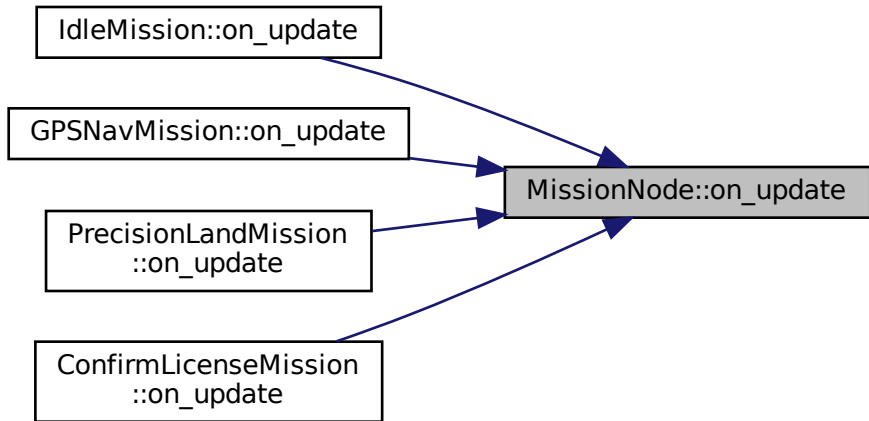 IdleMission::on_update
GPSNavMission::on_update
MissionNode::on_update
PrecisionLandMission
::on_update
ConfirmLicenseMission
::on_update